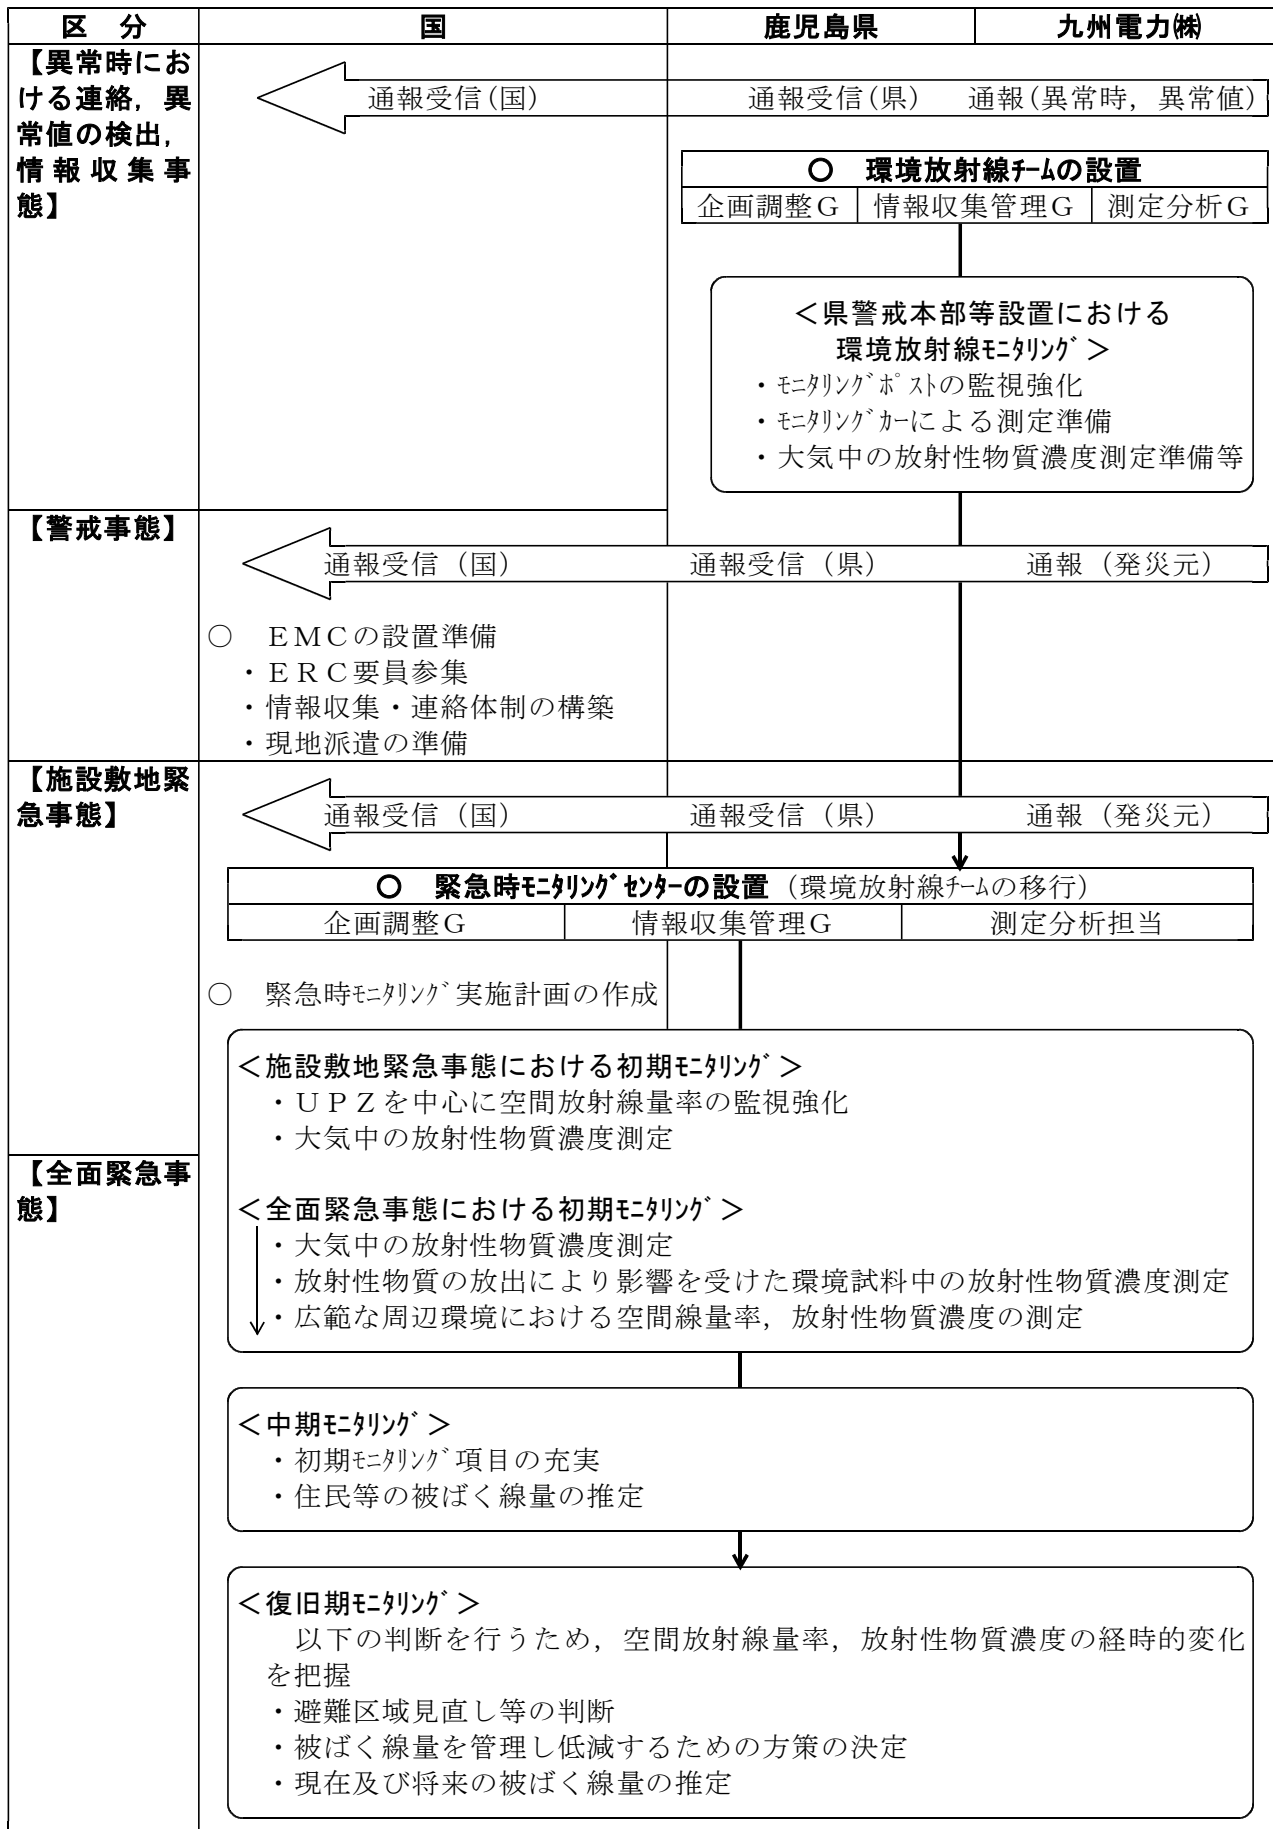 区　分　国　鹿児島県　九州電力㈱
【異常時にお
ける連絡，異
常値の検出，
情報収集事
態】
通報受信(国)　通報受信(県)　通報(異常時，異常値)
○　環境放射線ﾁｰﾑの設置
企画調整Ｇ　情報収集管理Ｇ　測定分析Ｇ
＜県警戒本部等設置における
環境放射線ﾓﾆﾀﾘﾝｸﾞ＞
・ﾓﾆﾀﾘﾝｸﾞﾎﾟｽﾄの監視強化
・ﾓﾆﾀﾘﾝｸﾞｶｰによる測定準備
・大気中の放射性物質濃度測定準備等
【警戒事態】
通報受信（国）　通報受信（県）　通報（発災元）
○　ＥＭＣの設置準備
・ＥＲＣ要員参集
・情報収集・連絡体制の構築
・現地派遣の準備
【施設敷地緊
急事態】
通報受信（国）　通報受信（県）　通報（発災元）
○　緊急時ﾓﾆﾀﾘﾝｸﾞｾﾝﾀｰの設置（環境放射線ﾁｰﾑの移行）
企画調整Ｇ　情報収集管理Ｇ　測定分析担当
○　緊急時ﾓﾆﾀﾘﾝｸﾞ実施計画の作成
＜施設敷地緊急事態における初期ﾓﾆﾀﾘﾝｸﾞ＞
・ＵＰＺを中心に空間放射線量率の監視強化
・大気中の放射性物質濃度測定
【全面緊急事
態】
＜全面緊急事態における初期ﾓﾆﾀﾘﾝｸﾞ＞
・大気中の放射性物質濃度測定
・放射性物質の放出により影響を受けた環境試料中の放射性物質濃度測定
・広範な周辺環境における空間線量率，放射性物質濃度の測定
＜中期ﾓﾆﾀﾘﾝｸﾞ＞
・初期ﾓﾆﾀﾘﾝｸﾞ項目の充実
・住民等の被ばく線量の推定
＜復旧期ﾓﾆﾀﾘﾝｸﾞ＞
以下の判断を行うため，空間放射線量率，放射性物質濃度の経時的変化
を把握
・避難区域見直し等の判断
・被ばく線量を管理し低減するための方策の決定
・現在及び将来の被ばく線量の推定